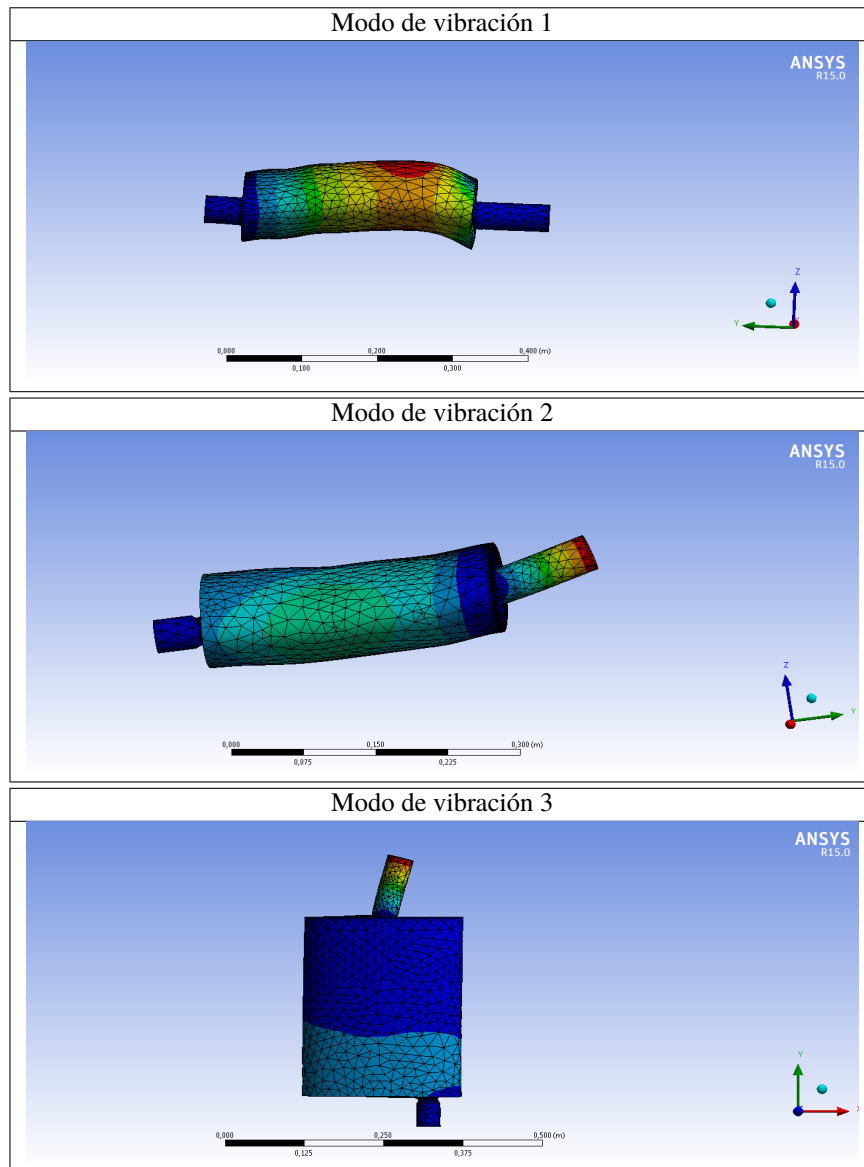 Modo de vibración 1
ANSYS
R15.0
Z
Y
0,000 0,200 0,400 (m)
0,100 0,300
Modo de vibración 2
ANSYS
R15.0
Z
Y
0,000 0,150 0,300 (m)
0,075 0,225
Modo de vibración 3
ANSYS
R15.0
Y
X
0,000 0,250 0,500 (m)
0,125 0,375